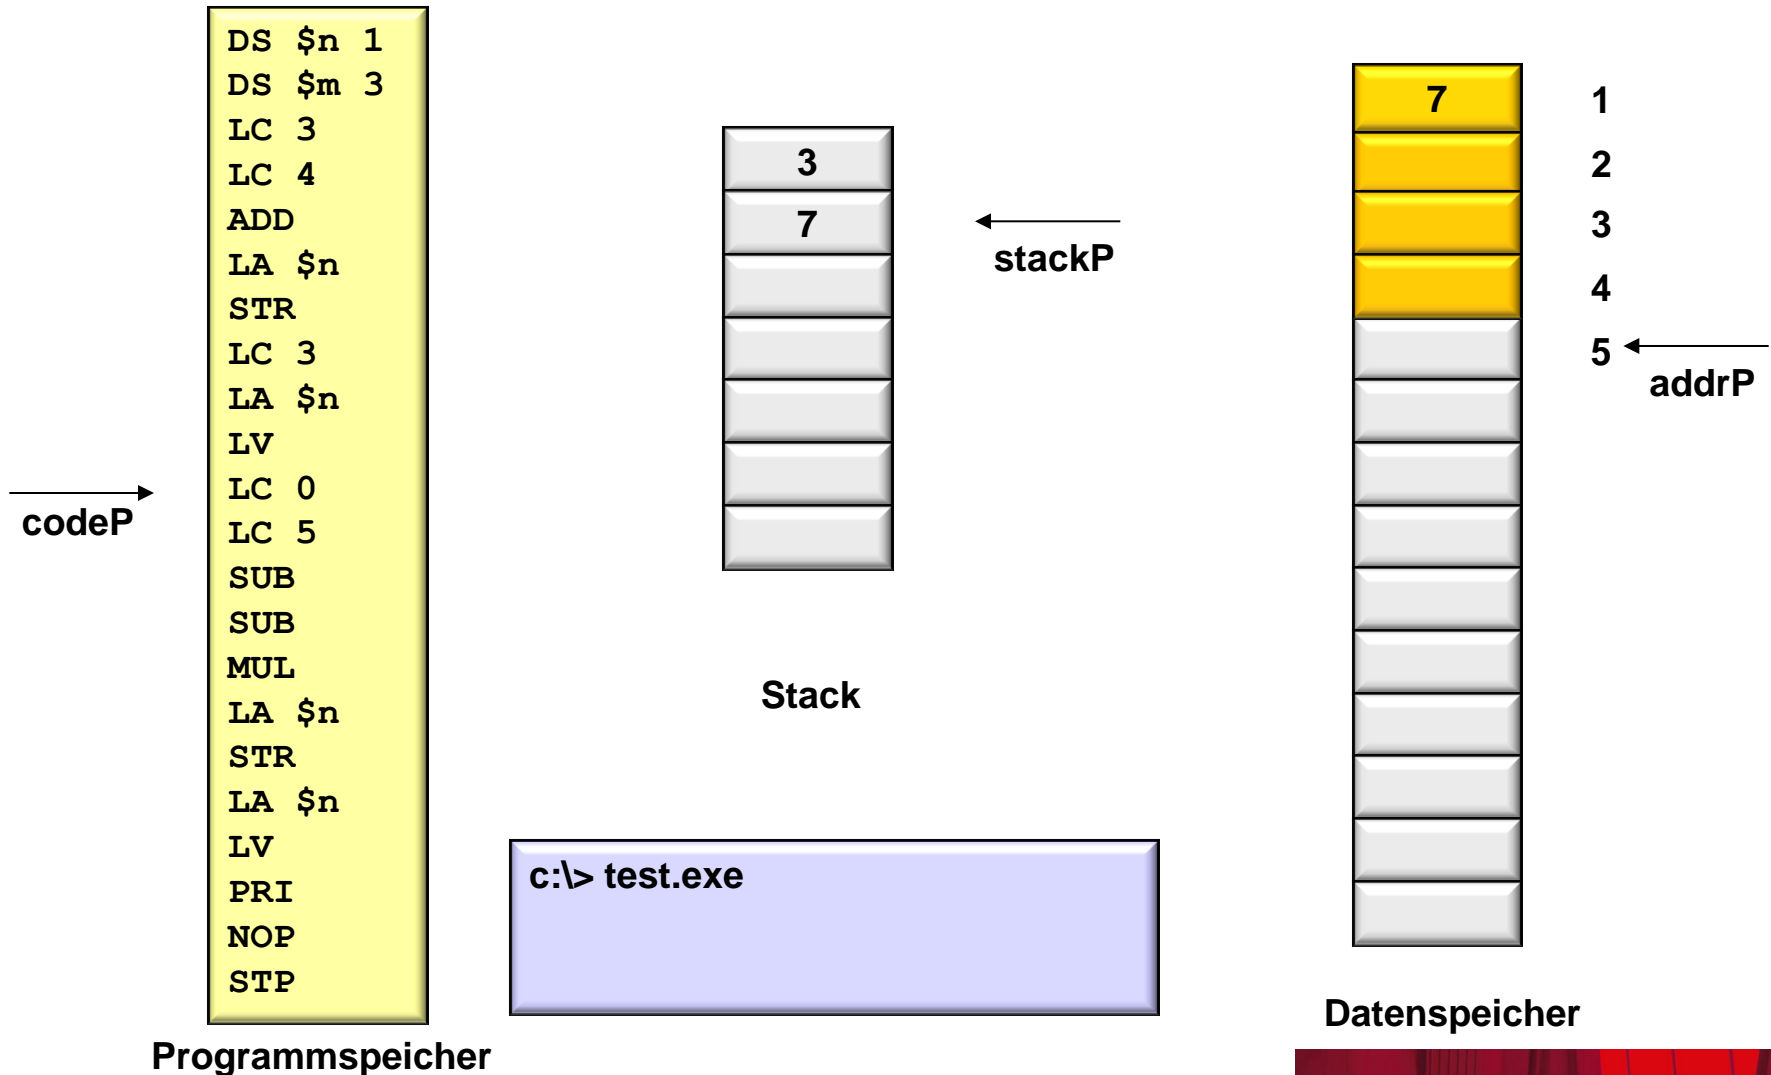 DS $n 1
DS $m 3
LC 3
LC 4
ADD
LA $n
STR
LC 3
LA $n
LV
LC 0
LC 5
SUB
SUB
MUL
LA $n
STR
LA $n
LV
PRI
NOP
STP
Programmspeicher
codeP
3
7
stackP
Stack
c:\> test.exe
7
1
2
3
4
5
addrP
Datenspeicher